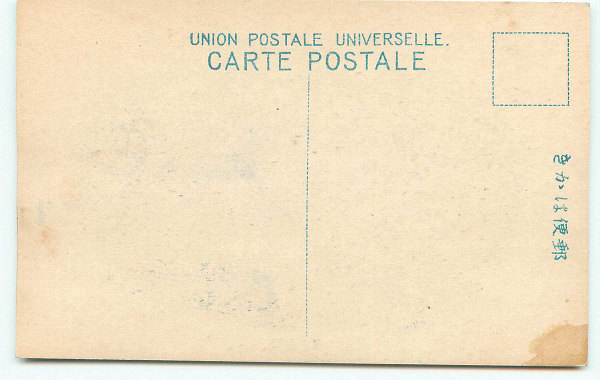 UNION POSTALE UNIVERSELLE.
CARTE POSTALE
郵便はかき